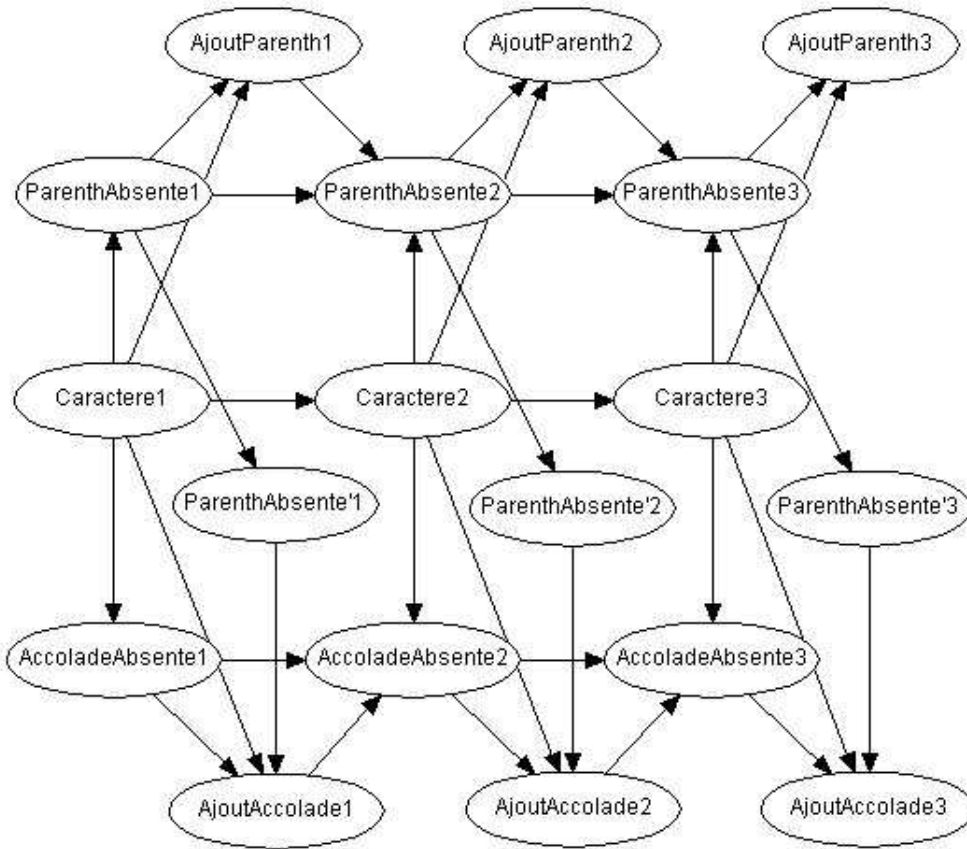 AjoutParenth1
AjoutParenth2
AjoutParenth3
ParenthAbsente1
ParenthAbsente2
ParenthAbsente3
Caractere1
Caractere2
Caractere3
ParenthAbsente'1
ParenthAbsente'2
ParenthAbsente'3
AccoladeAbsente1
AccoladeAbsente2
AccoladeAbsente3
AjoutAccolade1
AjoutAccolade2
AjoutAccolade3